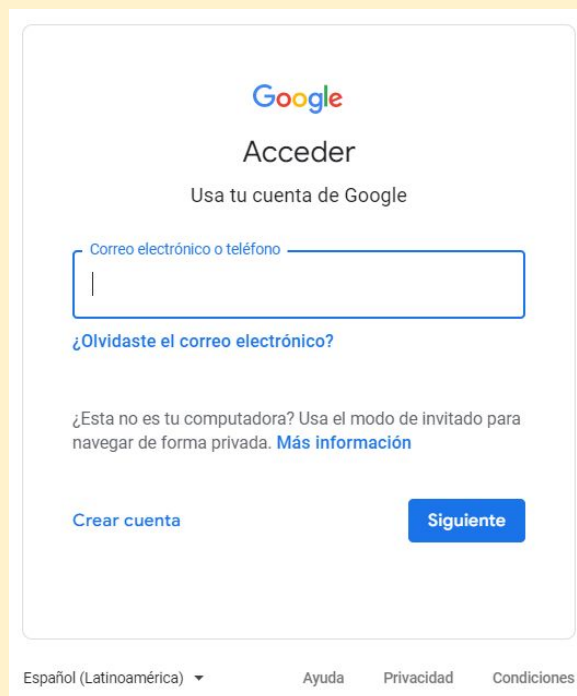 Google
Acceder
Usa tu cuenta de Google
Correo electrónico o teléfono
¿Olvidaste el correo electrónico?
¿Esta no es tu computadora? Usa el modo de invitado para
navegar de forma privada. Más información
Crear cuenta
Siguiente
Español (Latinoamérica)
Ayuda
Privacidad
Condiciones